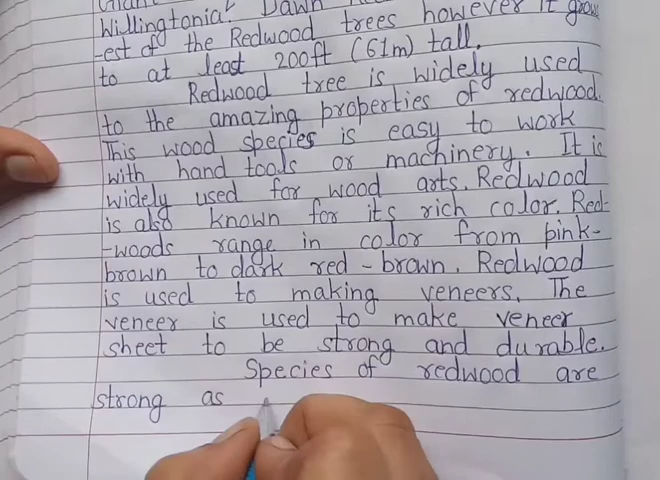 Willingtonia. Dawn
-est of the Redwood trees however it grow
to at least 200ft (61m) tall.
Redwood tree is widely used
to the amazing properties of redwood.
This wood species is easy to work
with hand tools or machinery. It is
widely used for wood arts. Redwood
is also known for its rich color. Red-
-woods range in color from pink-
brown to dark red-brown. Redwood
is used to making veneers. The
veneer is used to make veneer
sheet to be strong and durable.
Species of redwood are
strong as